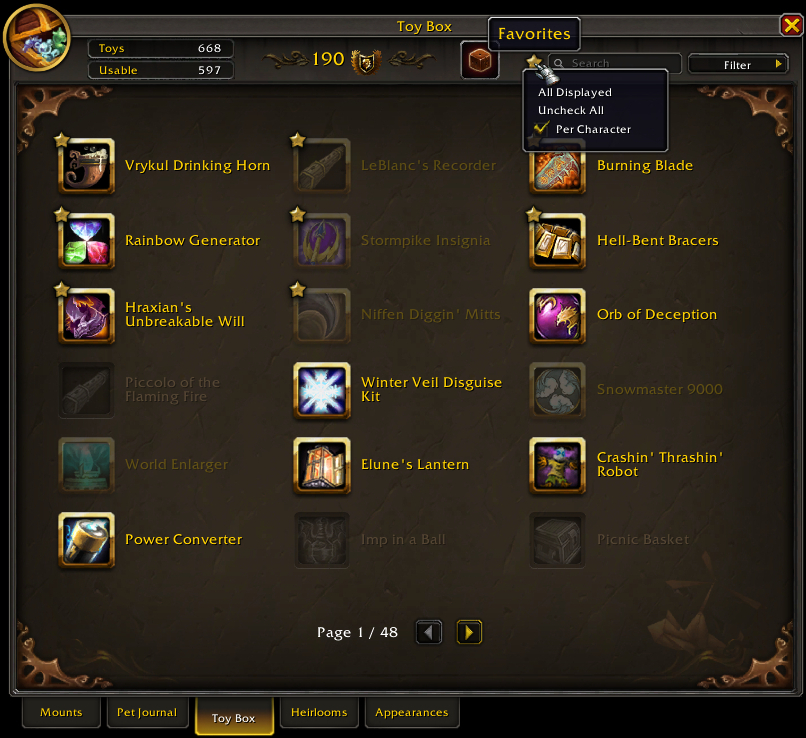 Toy Box
Favorites
Toys 668
Usable 597
190
Search
Filter
All Displayed
Uncheck All
Per Character
Vrykul Drinking Horn
LeBlanc's Recorder
Burning Blade
Rainbow Generator
Stormpike Insignia
Hell-Bent Bracers
Hraxian's
Unbreakable Will
Niffen Diggin' Mitts
Orb of Deception
Piccolo of the
Flaming Fire
Winter Veil Disguise
Kit
Snowmaster 9000
World Enlarger
Elune's Lantern
Crashin' Thrashin'
Robot
Power Converter
Imp in a Ball
Picnic Basket
Page 1 / 48
Mounts
Pet Journal
Toy Box
Heirlooms
Appearances